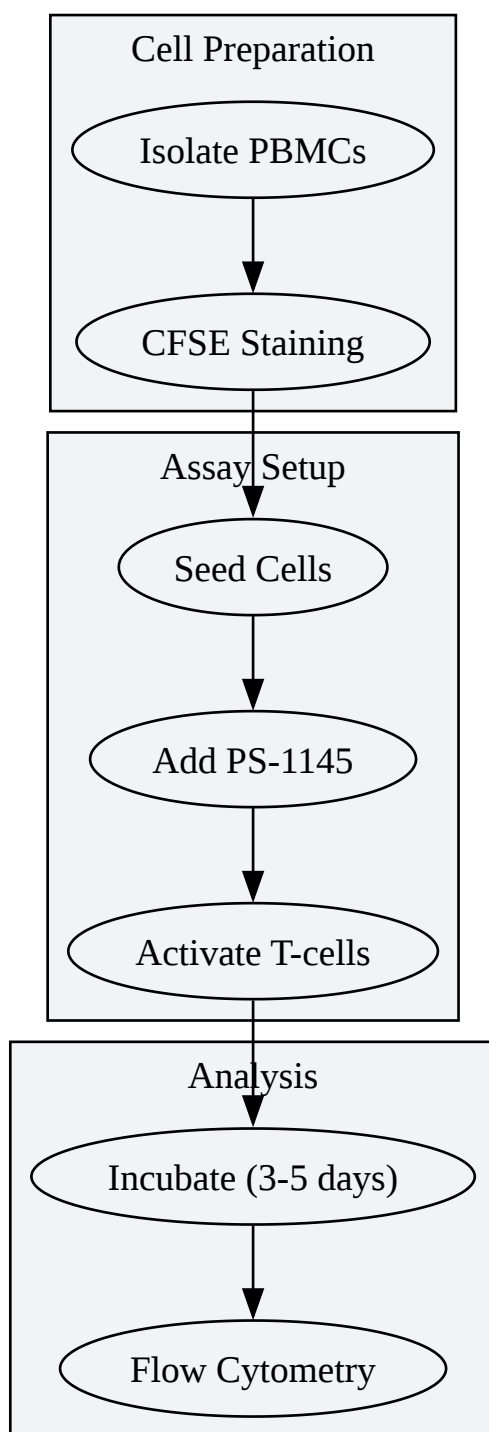 Cell Preparation
Isolate PBMCs
CFSE Staining
Assay Setup
Seed Cells
Add PS-1145
Activate T-cells
Analysis
Incubate (3-5 days)
Flow Cytometry